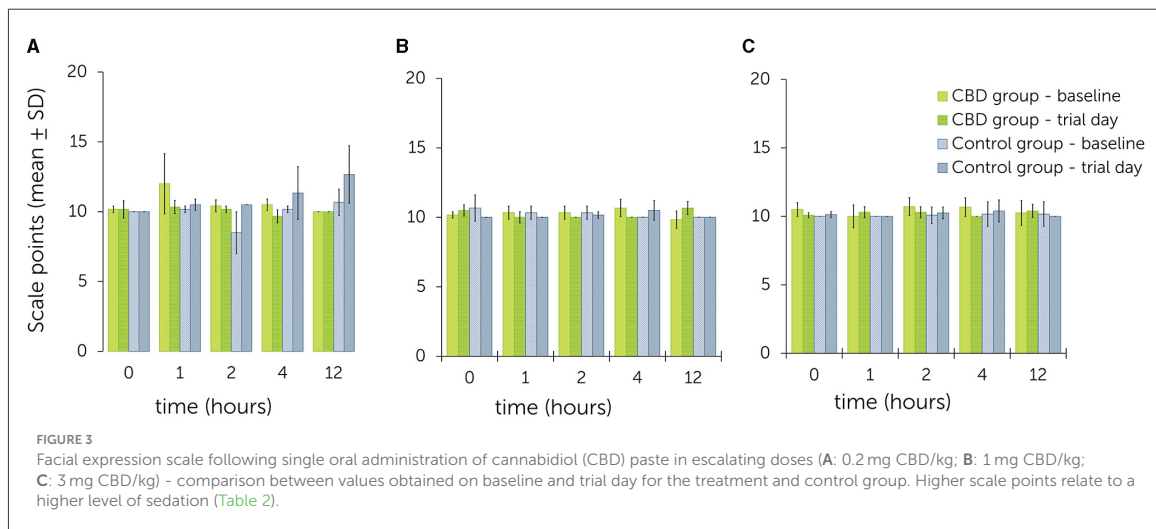 A
B
C
20
15
10
5
0
Scale points (mean ± SD)
0 1 2 4 12
time (hours)
20
15
10
5
0
0 1 2 4 12
time (hours)
20
15
10
5
0
0 1 2 4 12
time (hours)
CBD group - baseline
CBD group - trial day
Control group - baseline
Control group - trial day
FIGURE 3
Facial expression scale following single oral administration of cannabidiol (CBD) paste in escalating doses (A: 0.2 mg CBD/kg; B: 1 mg CBD/kg;
C: 3 mg CBD/kg) - comparison between values obtained on baseline and trial day for the treatment and control group. Higher scale points relate to a
higher level of sedation (Table 2).